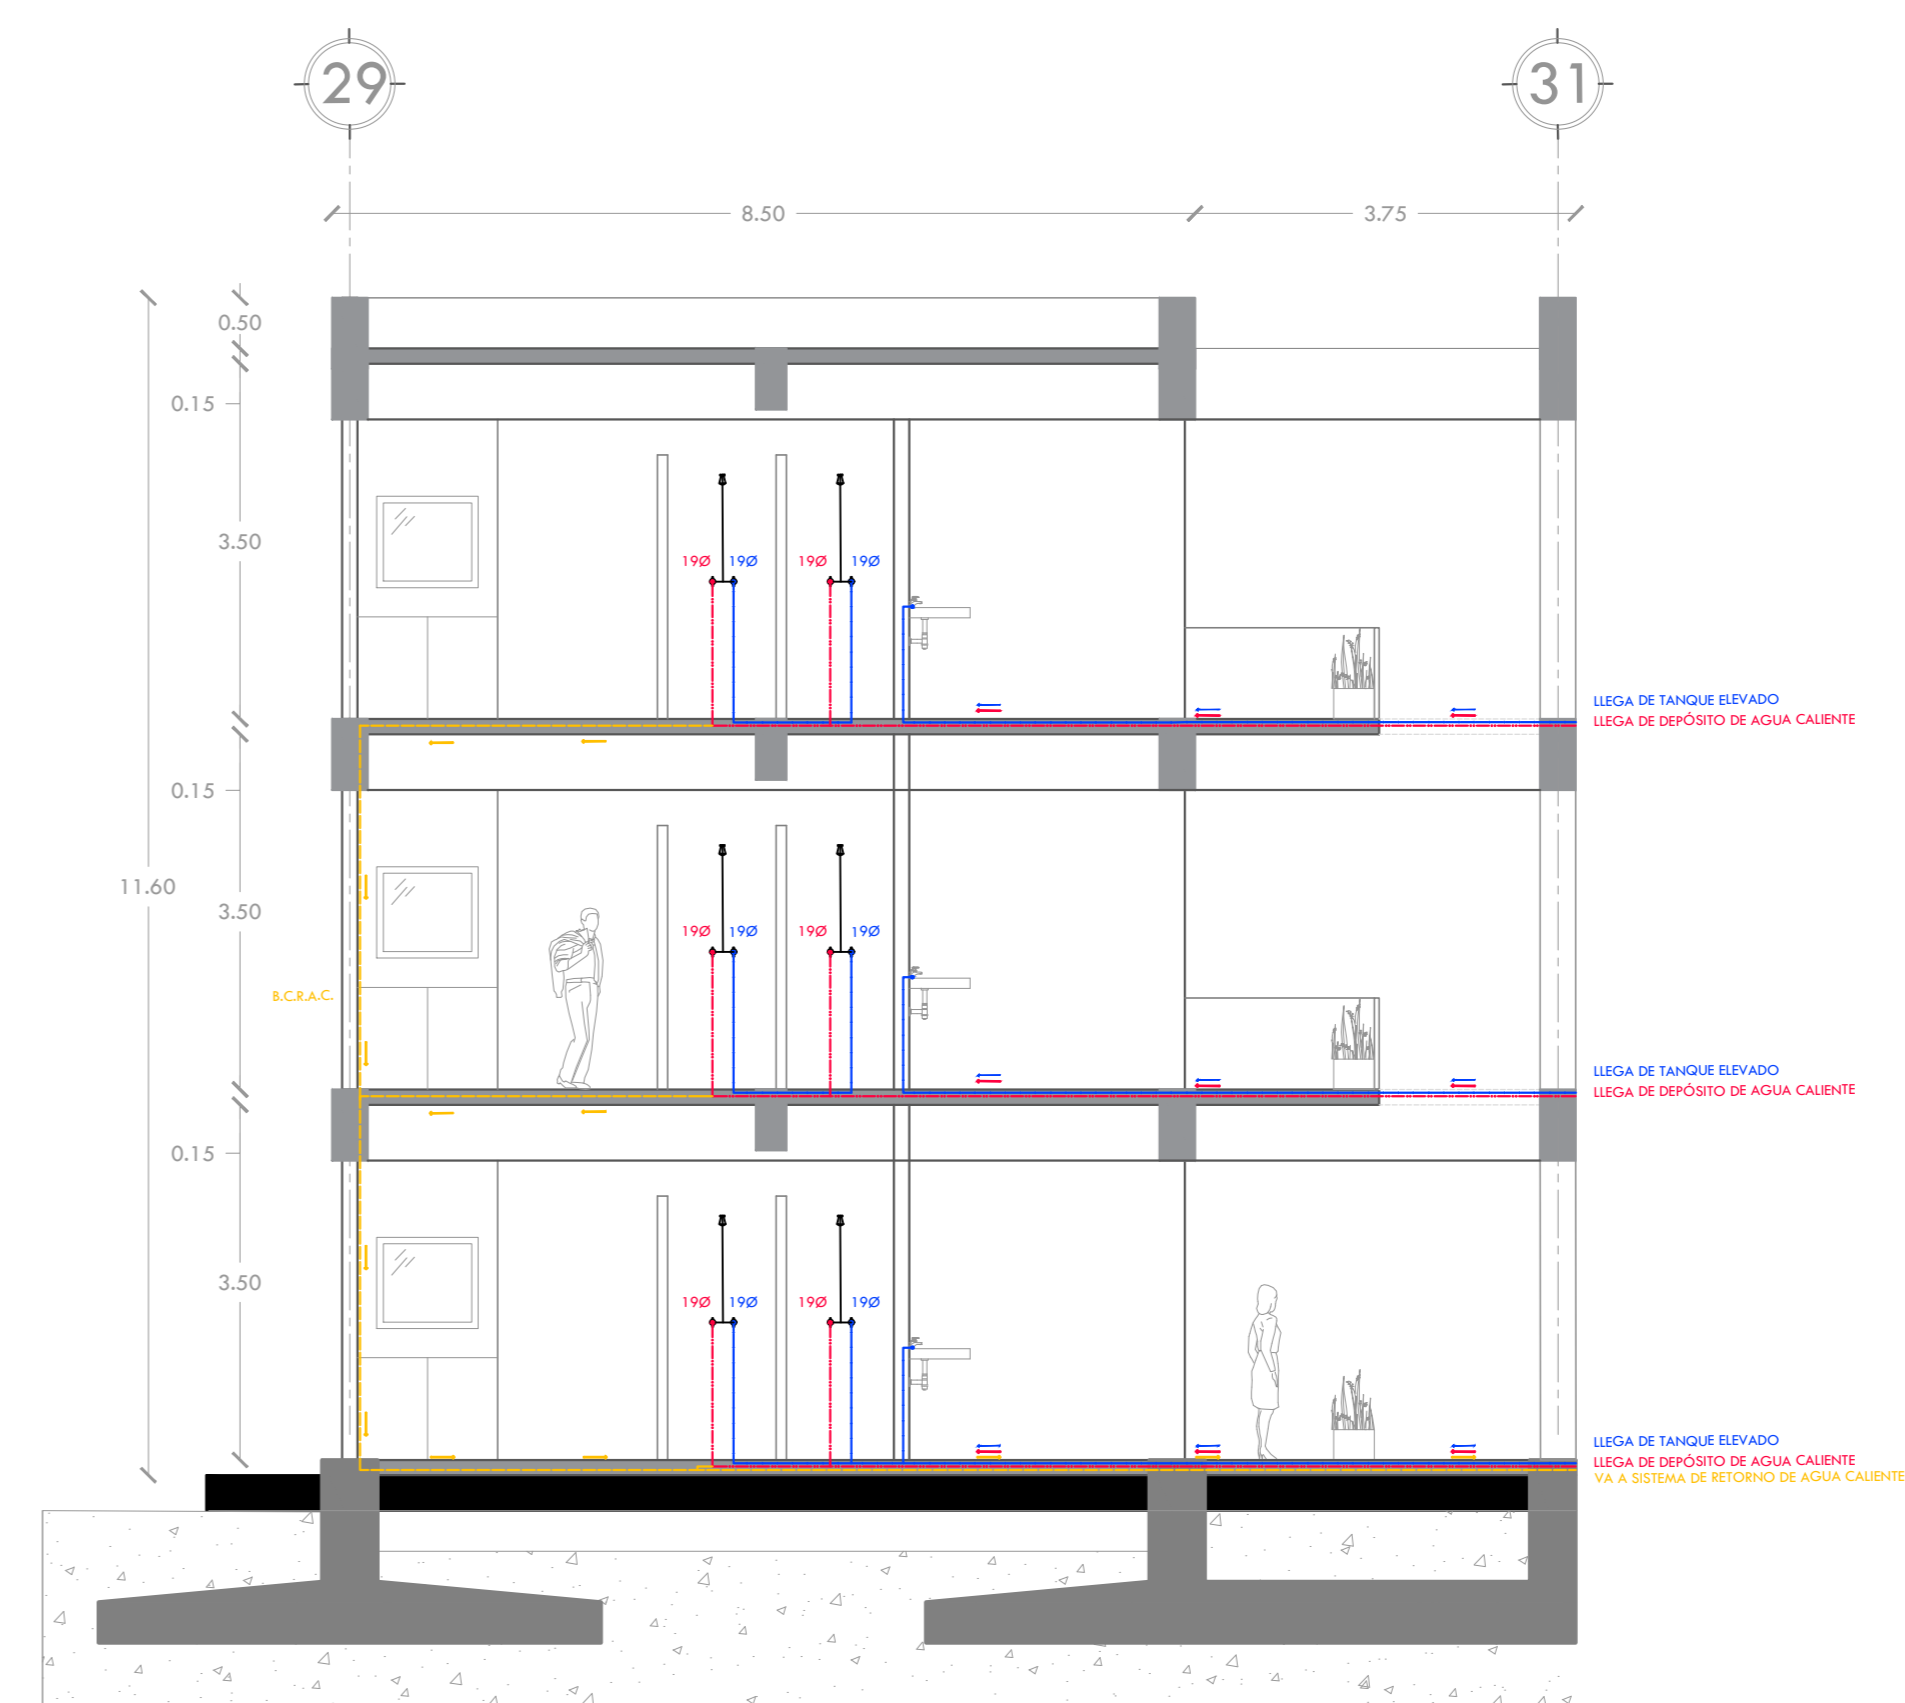 29
31
8.50
3.75
0.50
0.15
3.50
19Ø
19Ø
19Ø
19Ø
LLEGA DE TANQUE ELEVADO
LLEGA DE DEPÓSITO DE AGUA CALIENTE
0.15
11.60
3.50
19Ø
19Ø
19Ø
19Ø
B.C.R.A.C.
LLEGA DE TANQUE ELEVADO
LLEGA DE DEPÓSITO DE AGUA CALIENTE
0.15
3.50
19Ø
19Ø
19Ø
19Ø
LLEGA DE TANQUE ELEVADO
LLEGA DE DEPÓSITO DE AGUA CALIENTE
VA A SISTEMA DE RETORNO DE AGUA CALIENTE